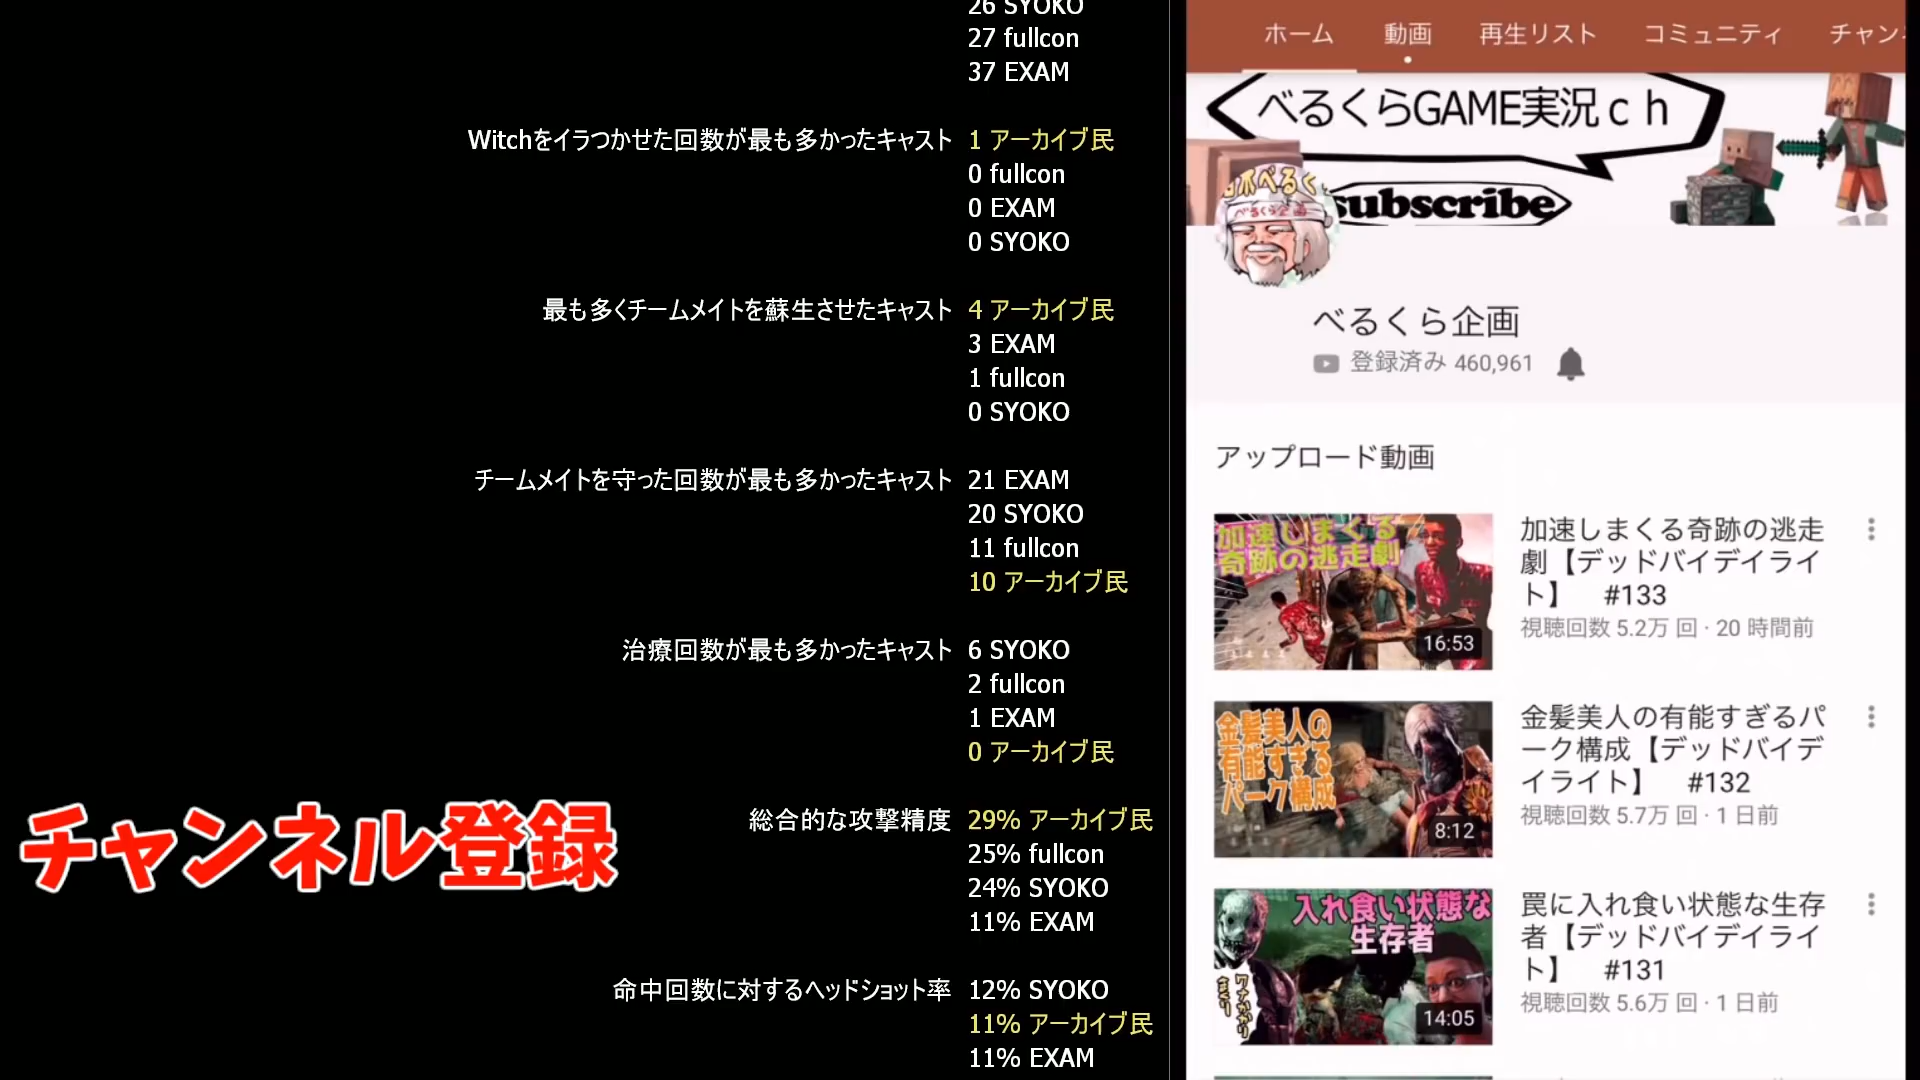 26 SYOKO
27 fullcon
37 EXAM
Witchをイラつかせた回数が最も多かったキャスト 1 アーカイブ民
0 fullcon
0 EXAM
0 SYOKO
最も多くチームメイトを蘇生させたキャスト 4 アーカイブ民
3 EXAM
1 fullcon
0 SYOKO
チームメイトを守った回数が最も多かったキャスト 21 EXAM
20 SYOKO
11 fullcon
10 アーカイブ民
治療回数が最も多かったキャスト 6 SYOKO
2 fullcon
1 EXAM
0 アーカイブ民
総合的な攻撃精度 29% アーカイブ民
25% fullcon
24% SYOKO
11% EXAM
命中回数に対するヘッドショット率 12% SYOKO
11% アーカイブ民
11% EXAM
チャンネル登録
ホーム 動画 再生リスト コミュニティ チャン
べるくらGAME実況ｃｈ
subscribe
べるくら企画
べるくら企画
登録済み 460,961
アップロード動画
加速しまくる
奇跡の逃走劇
16:53
加速しまくる奇跡の逃走
劇【デッドバイデイライ
ト】 #133
視聴回数 5.2万 回 · 20 時間前
金髪美人の
有能すぎる
パーク構成
8:12
金髪美人の有能すぎるパ
ーク構成【デッドバイデ
イライト】 #132
視聴回数 5.7万 回 · 1 日前
入れ食い状態な
生存者
14:05
罠に入れ食い状態な生存
者【デッドバイデイライ
ト】 #131
視聴回数 5.6万 回 · 1 日前